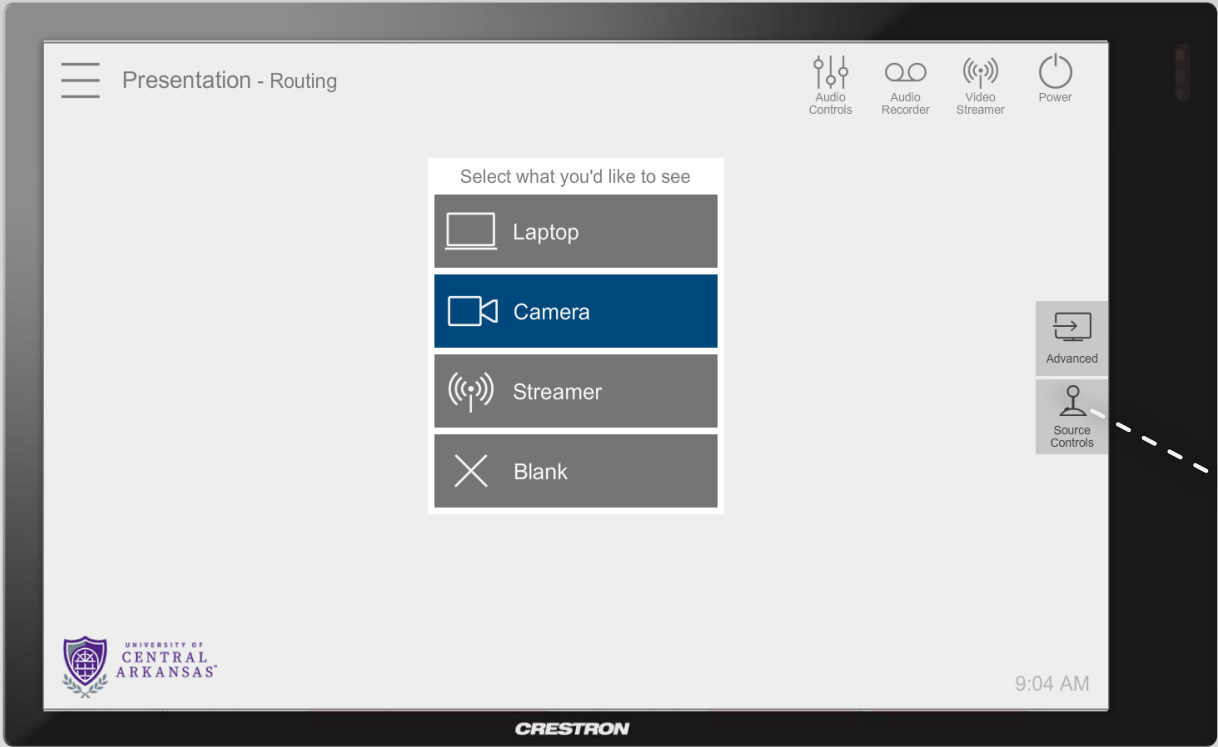 Presentation - Routing
Audio
Controls
Audio
Recorder
Video
Streamer
Power
Select what you'd like to see
Laptop
Camera
Streamer
Blank
Advanced
Source
Controls
UNIVERSITY OF
CENTRAL
ARKANSAS™
9:04 AM
CRESTRON